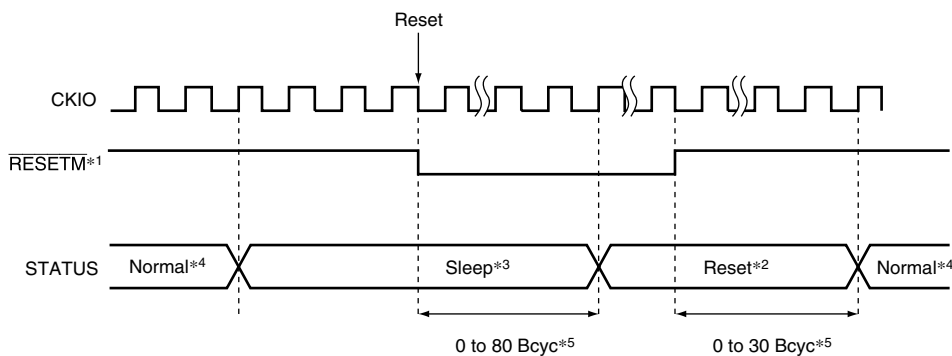 Reset
CKIO
RESETM*1
STATUS
Normal*4
Sleep*3
Reset*2
Normal*4
0 to 80 Bcyc*5
0 to 30 Bcyc*5